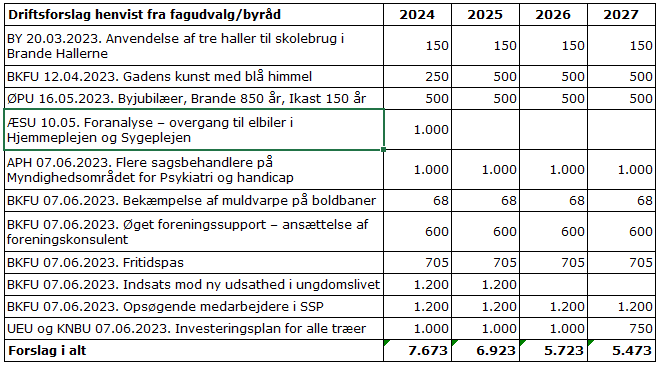 Driftsforslag henvist fra fagudvalg/byråd 2024 2025 2026 2027
BY 20.03.2023. Anvendelse af tre haller til skolebrug i
Brande Hallerne 150 150 150 150
BKFU 12.04.2023. Gadens kunst med blå himmel 250 500 500 500
ØPU 16.05.2023. Byjubilæer, Brande 850 år, Ikast 150 år 500 500 500 500
ÆSU 10.05. Foranalyse – overgang til elbiler i
Hjemmeplejen og Sygeplejen 1.000
APH 07.06.2023. Flere sagsbehandlere på
Myndighedsområdet for Psykiatri og handicap 1.000 1.000 1.000 1.000
BKFU 07.06.2023. Bekæmpelse af muldvarpe på boldbaner 68 68 68 68
BKFU 07.06.2023. Øget foreningssupport – ansættelse af
foreningskonsulent 600 600 600 600
BKFU 07.06.2023. Fritidspas 705 705 705 705
BKFU 07.06.2023. Indsats mod ny udsathed i ungdomslivet 1.200 1.200
BKFU 07.06.2023. Opsøgende medarbejdere i SSP 1.200 1.200 1.200 1.200
UEU og KNBU 07.06.2023. Investeringsplan for alle træer 1.000 1.000 1.000 750
Forslag i alt 7.673 6.923 5.723 5.473